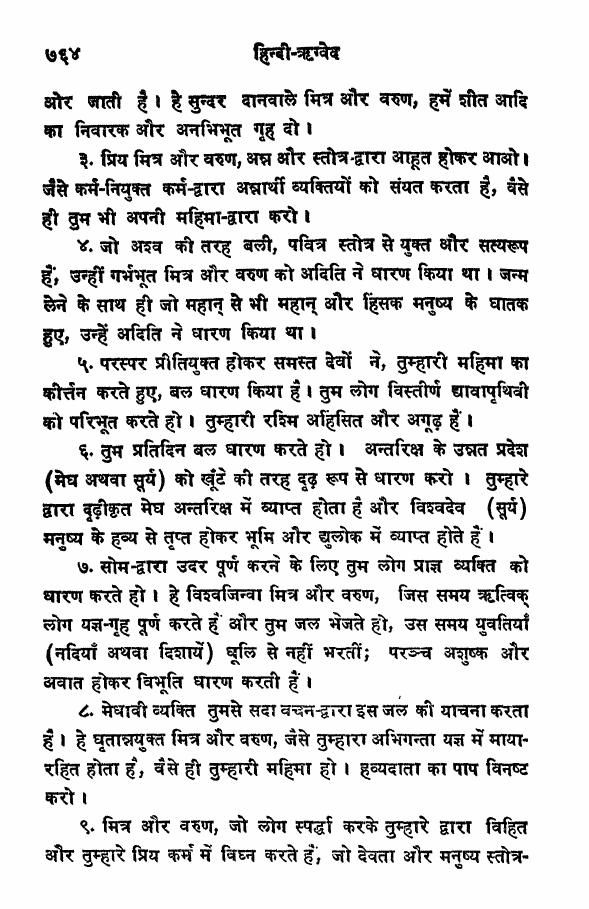 ७६४ हिन्दी-ऋग्वेद
ओर जाती है। हे सुन्दर दानवाले मित्र और वरुण, हमें शीत आदि
का निवारक और अनभिभूत गृह दो।
३. प्रिय मित्र और वरुण, अन्न और स्तोत्र-द्वारा आहूत होकर आओ।
जैसे कर्म-नियुक्त कर्म-द्वारा अन्नार्थी व्यक्तियों को संयत करता है, वैसे
ही तुम भी अपनी महिमा-द्वारा करो।
४. जो अश्व की तरह बली, पवित्र स्तोत्र से युक्त और सत्यरूप
हैं, उन्हीं गर्भभूत मित्र और वरुण को अदिति ने धारण किया था। जन्म
लेने के साथ ही जो महान् से भी महान् और हिंसक मनुष्य के घातक
हुए, उन्हें अदिति ने धारण किया था।
५. परस्पर प्रीतियुक्त होकर समस्त देवों ने, तुम्हारी महिमा का
कीर्त्तन करते हुए, बल धारण किया है। तुम लोग विस्तीर्ण द्यावापृथिवी
को परिभूत करते हो। तुम्हारी रश्मि अहिंसित और अगूढ़ हैं।
६. तुम प्रतिदिन बल धारण करते हो। अन्तरिक्ष के उन्नत प्रदेश
(मेघ अथवा सूर्य) को खूँटे की तरह दृढ़ रूप से धारण करो । तुम्हारे
द्वारा दृढ़ीकृत मेघ अन्तरिक्ष में व्याप्त होता है और विश्वदेव (सूर्य)
मनुष्य के हव्य से तृप्त होकर भूमि और द्युलोक में व्याप्त होते हैं।
७. सोम-द्वारा उदर पूर्ण करने के लिए तुम लोग प्राज्ञ व्यक्ति को
धारण करते हो। हे विश्वजिन्वा मित्र और वरुण, जिस समय ऋत्विक्
लोग यज्ञ-गृह पूर्ण करते हैं और तुम जल भेजते हो, उस समय युवतियाँ
(नदियाँ अथवा दिशायें) धूलि से नहीं भरतीं; परञ्च अशुष्क और
अवात होकर विभूति धारण करती हैं।
८. मेधावी व्यक्ति तुमसे सदा वचन-द्वारा इस जल की याचना करता
है। हे घृतान्नयुक्त मित्र और वरुण, जैसे तुम्हारा अभिगन्ता यज्ञ में माया-
रहित होता है, वैसे ही तुम्हारी महिमा हो। हव्यदाता का पाप विनष्ट
करो।
९. मित्र और वरुण, जो लोग स्पर्द्धा करके तुम्हारे द्वारा विहित
और तुम्हारे प्रिय कर्म में विघ्न करते हैं, जो देवता और मनुष्य स्तोत्र-